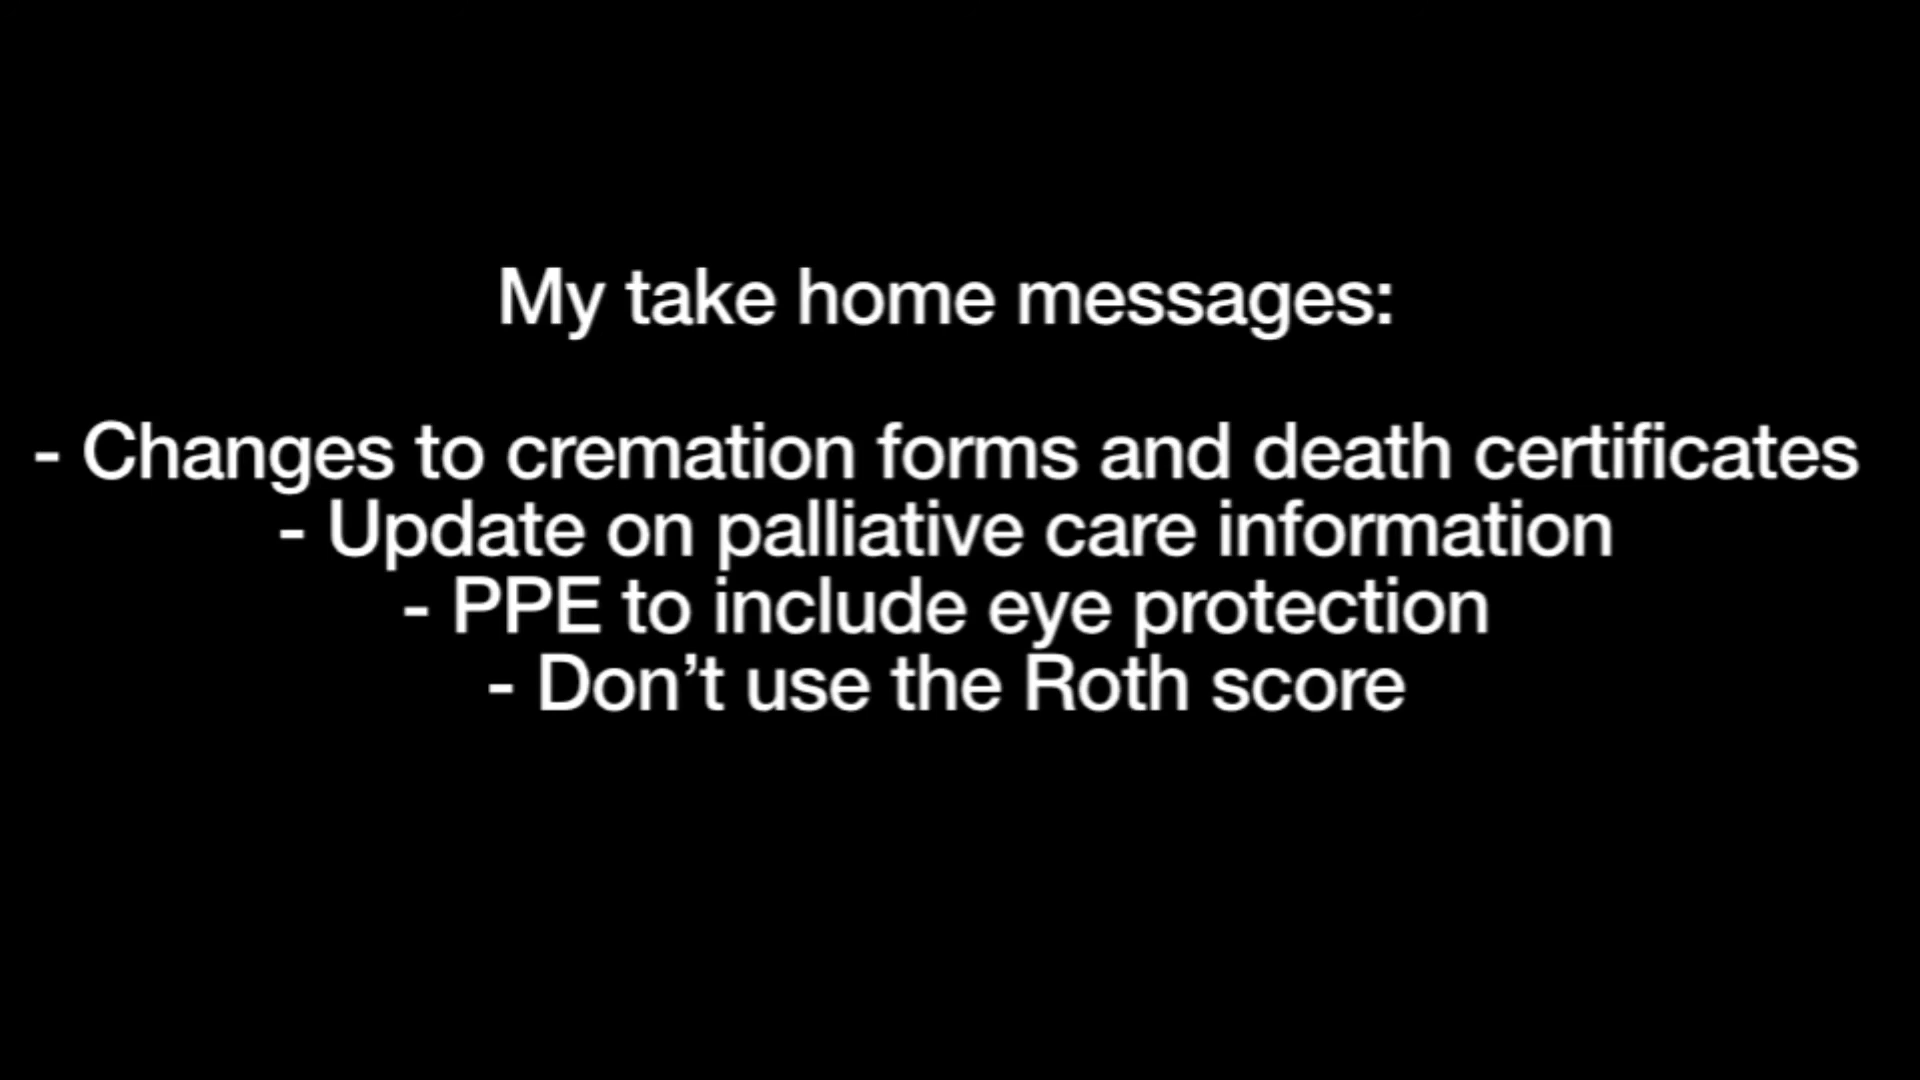 My take home messages:
- Changes to cremation forms and death certificates
- Update on palliative care information
- PPE to include eye protection
- Don’t use the Roth score